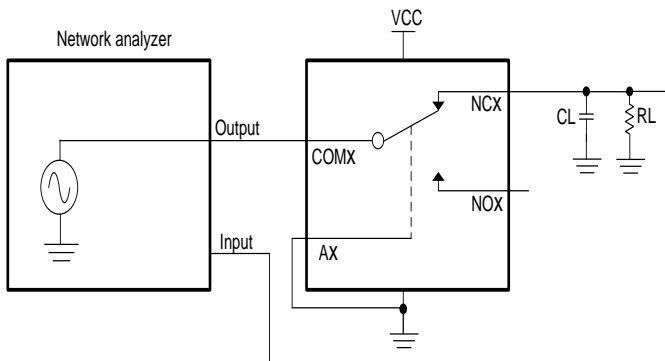 VCC
Network analyzer
NCX
CL
RL
Output
COMX
NOX
Input
AX